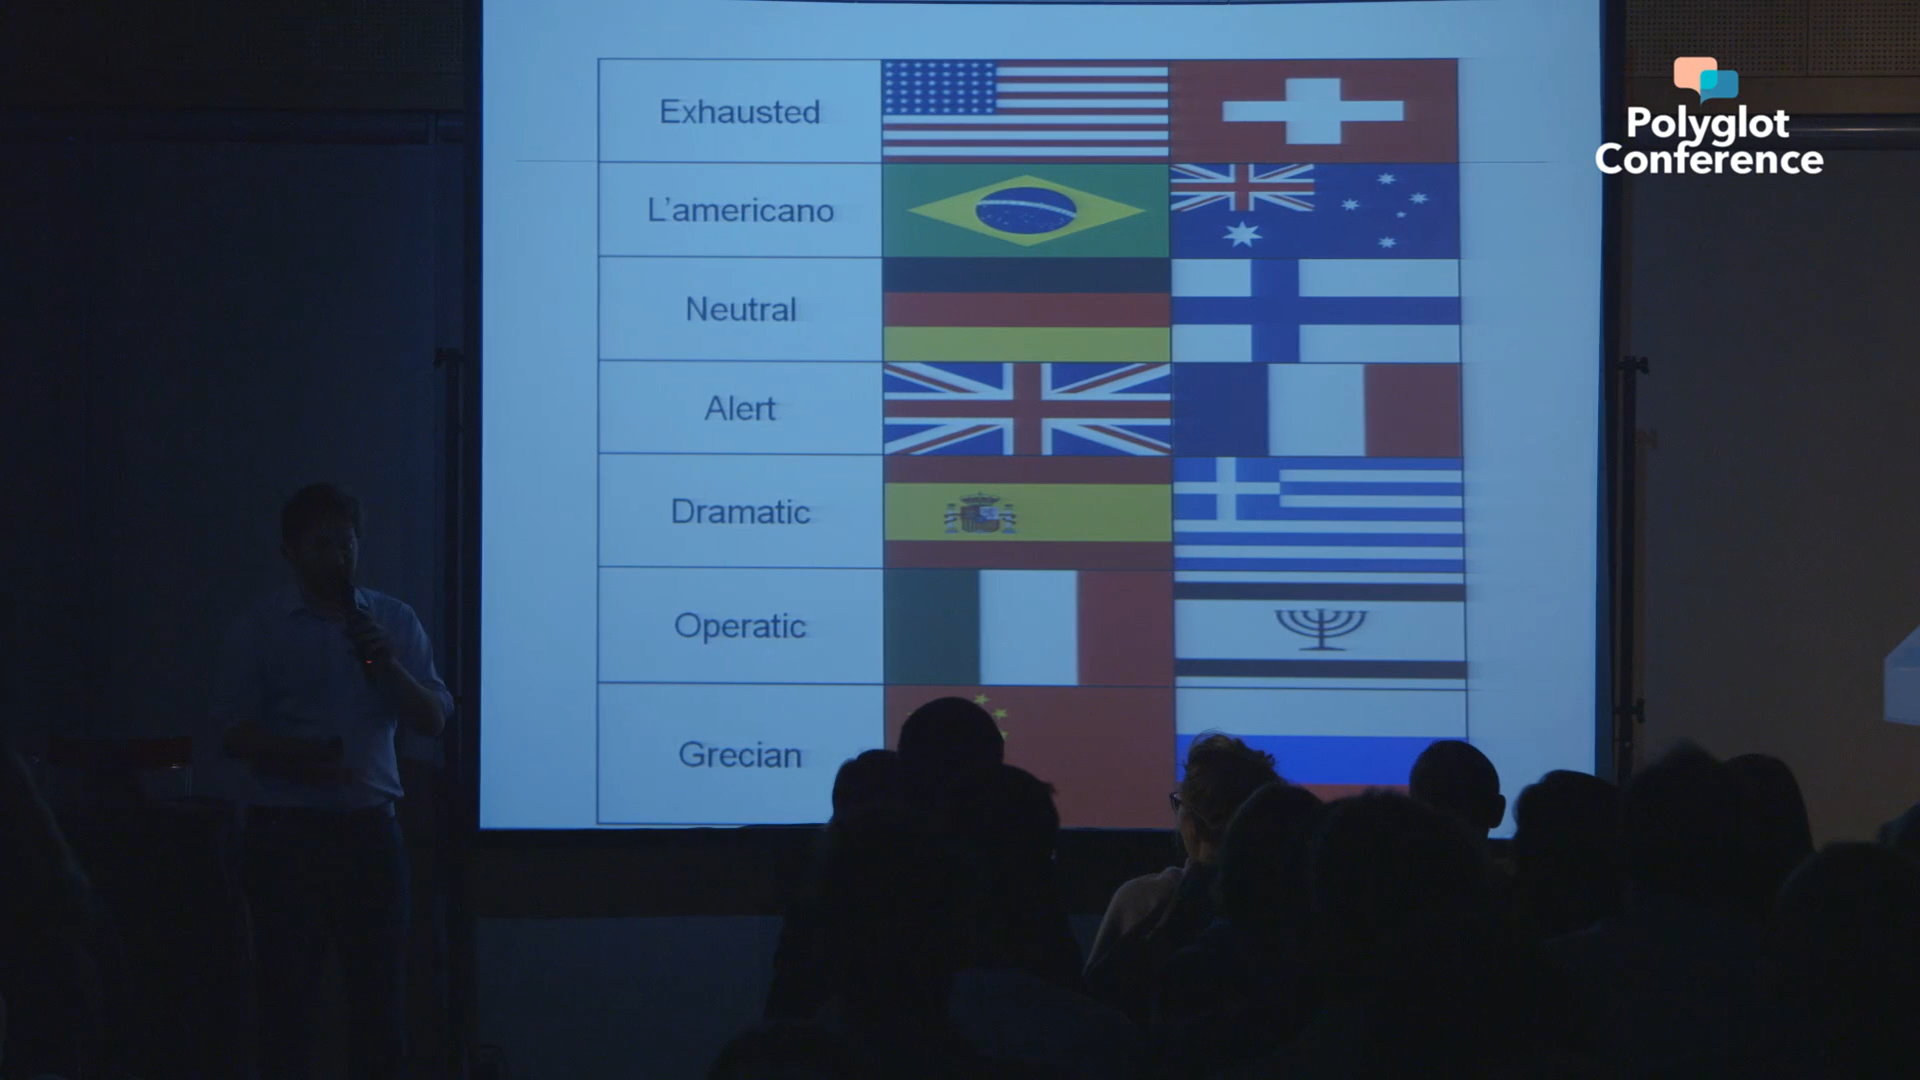 Exhausted
L'americano
Neutral
Alert
Dramatic
Operatic
Grecian
Polyglot
Conference